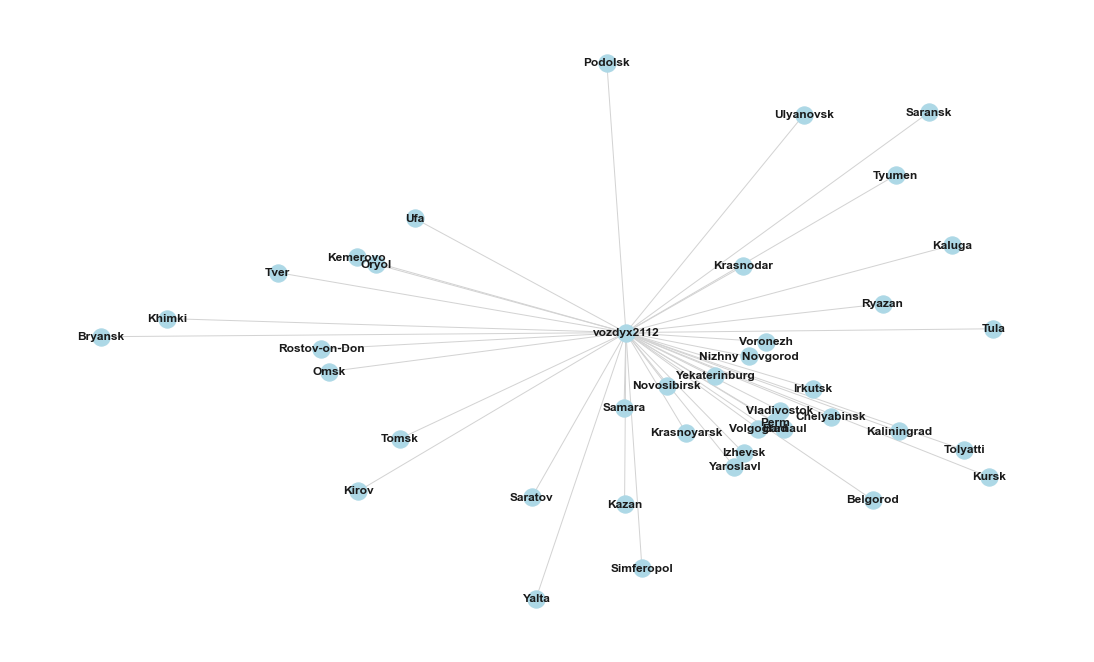 Podolsk
Ulyanovsk
Saransk
Tyumen
Ufa
Kaluga
Kemerovo
Oryol
Krasnodar
Tver
Ryazan
Khimki
Tula
vozdyx2112
Bryansk
Voronezh
Rostov-on-Don
Nizhny Novgorod
Omsk
Yekaterinburg
Novosibirsk
Irkutsk
Samara
Vladivostok
Chelyabinsk
Perm
Krasnoyarsk
Volgograd
Barnaul
Kaliningrad
Tomsk
Izhevsk
Tolyatti
Yaroslavl
Kursk
Kirov
Saratov
Belgorod
Kazan
Simferopol
Yalta